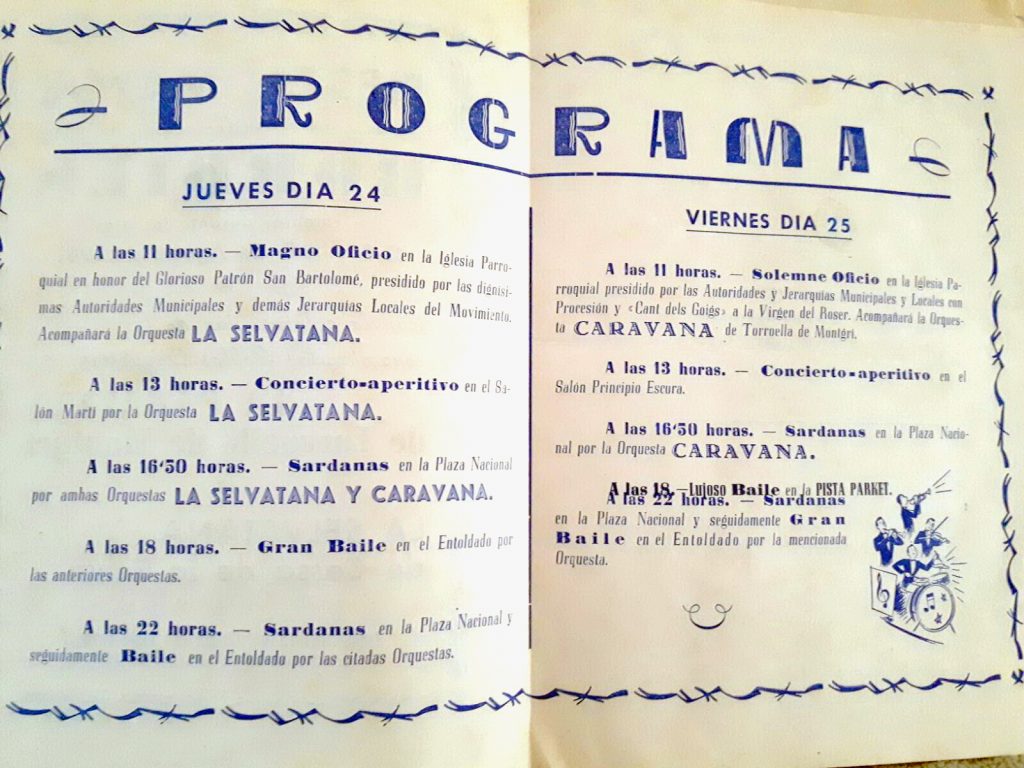 PROGRAMA
JUEVES DIA 24
A las 11 horas. — Magno Oficio en la Iglesia Parro-
quial en honor del Glorioso Patrón San Bartolomé, presidido por las dignísi-
mas Autoridades Municipales y demás Jerarquías Locales del Movimiento.
Acompañará la Orquesta LA SELVATANA.
A las 13 horas. — Concierto-aperitivo en el Sa-
lón Martí por la Orquesta LA SELVATANA.
A las 16'30 horas. — Sardanas en la Plaza Nacional
por ambas Orquestas LA SELVATANA Y CARAVANA.
A las 18 horas. — Gran Baile en el Entoldado por
las anteriores Orquestas.
A las 22 horas. — Sardanas en la Plaza Nacional y
seguidamente Baile en el Entoldado por las citadas Orquestas.
VIERNES DIA 25
A las 11 horas. — Solemne Oficio en la Iglesia Pa-
rroquial presidido por las Autoridades y Jerarquías Municipales y Locales con
Procesión y «Cant dels Goigs» a la Virgen del Roser. Acompañará la Orques-
ta CARAVANA de Torroella de Montgrí.
A las 13 horas. — Concierto-aperitivo en el
Salón Principio Escura.
A las 16'30 horas. — Sardanas en la Plaza Nacio-
nal por la Orquesta CARAVANA.
A las 18. —Lujoso Baile en la PISTA PARKET.
A las 22 horas. — Sardanas
en la Plaza Nacional y seguidamente Gran
Baile en el Entoldado por la mencionada
Orquesta.